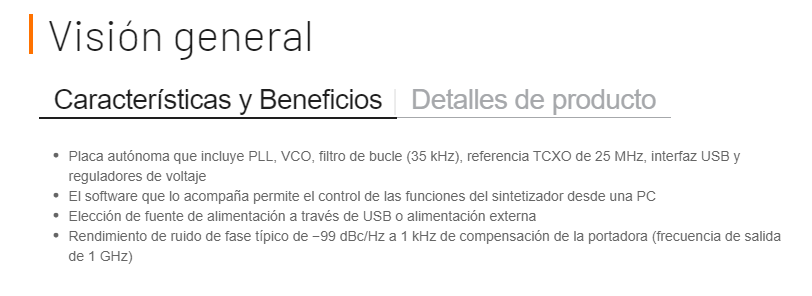 Visión general
Características y Beneficios
Detalles de producto
• Placa autónoma que incluye PLL, VCO, filtro de bucle (35 kHz), referencia TCXO de 25 MHz, interfaz USB y
reguladores de voltaje
• El software que lo acompaña permite el control de las funciones del sintetizador desde una PC
• Elección de fuente de alimentación a través de USB o alimentación externa
• Rendimiento de ruido de fase típico de −99 dBc/Hz a 1 kHz de compensación de la portadora (frecuencia de salida
de 1 GHz)